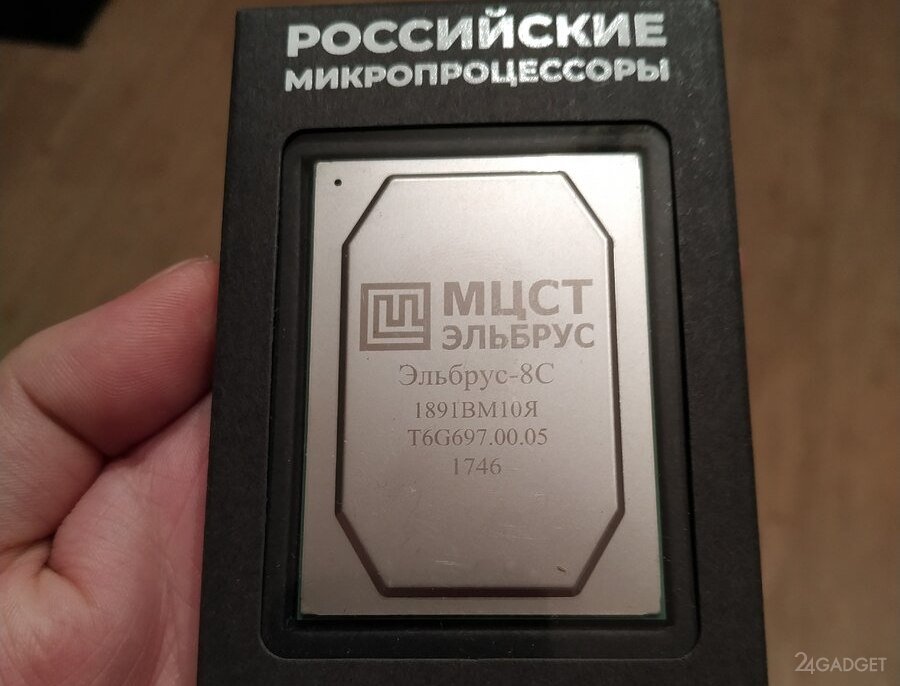 РОССИЙСКИЕ
МИКРОПРОЦЕССОРЫ
МЦСТ
ЭЛЬБРУС
Эльбрус-8С
1891ВМ10Я
T6G697.00.05
1746
24GADGET